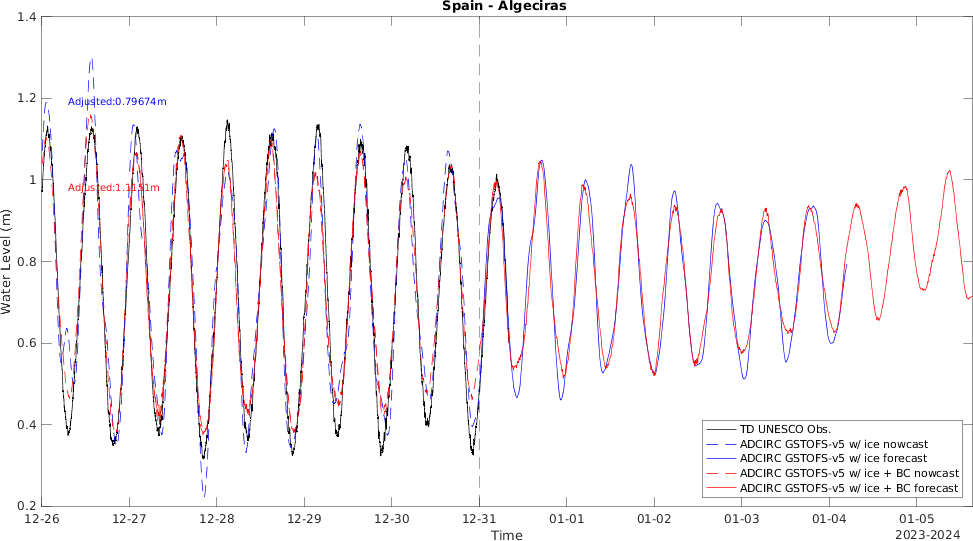 Spain - Algeciras
1.4
1.2
1
0.8
0.6
0.4
0.2
Water Level (m)
Adjusted:0.79674m
Adjusted:1.1151m
TD UNESCO Obs.
ADCIRC GSTOFS-v5 w/ ice nowcast
ADCIRC GSTOFS-v5 w/ ice forecast
ADCIRC GSTOFS-v5 w/ ice + BC nowcast
ADCIRC GSTOFS-v5 w/ ice + BC forecast
12-26 12-27 12-28 12-29 12-30 12-31 01-01 01-02 01-03 01-04 01-05
Time
2023-2024